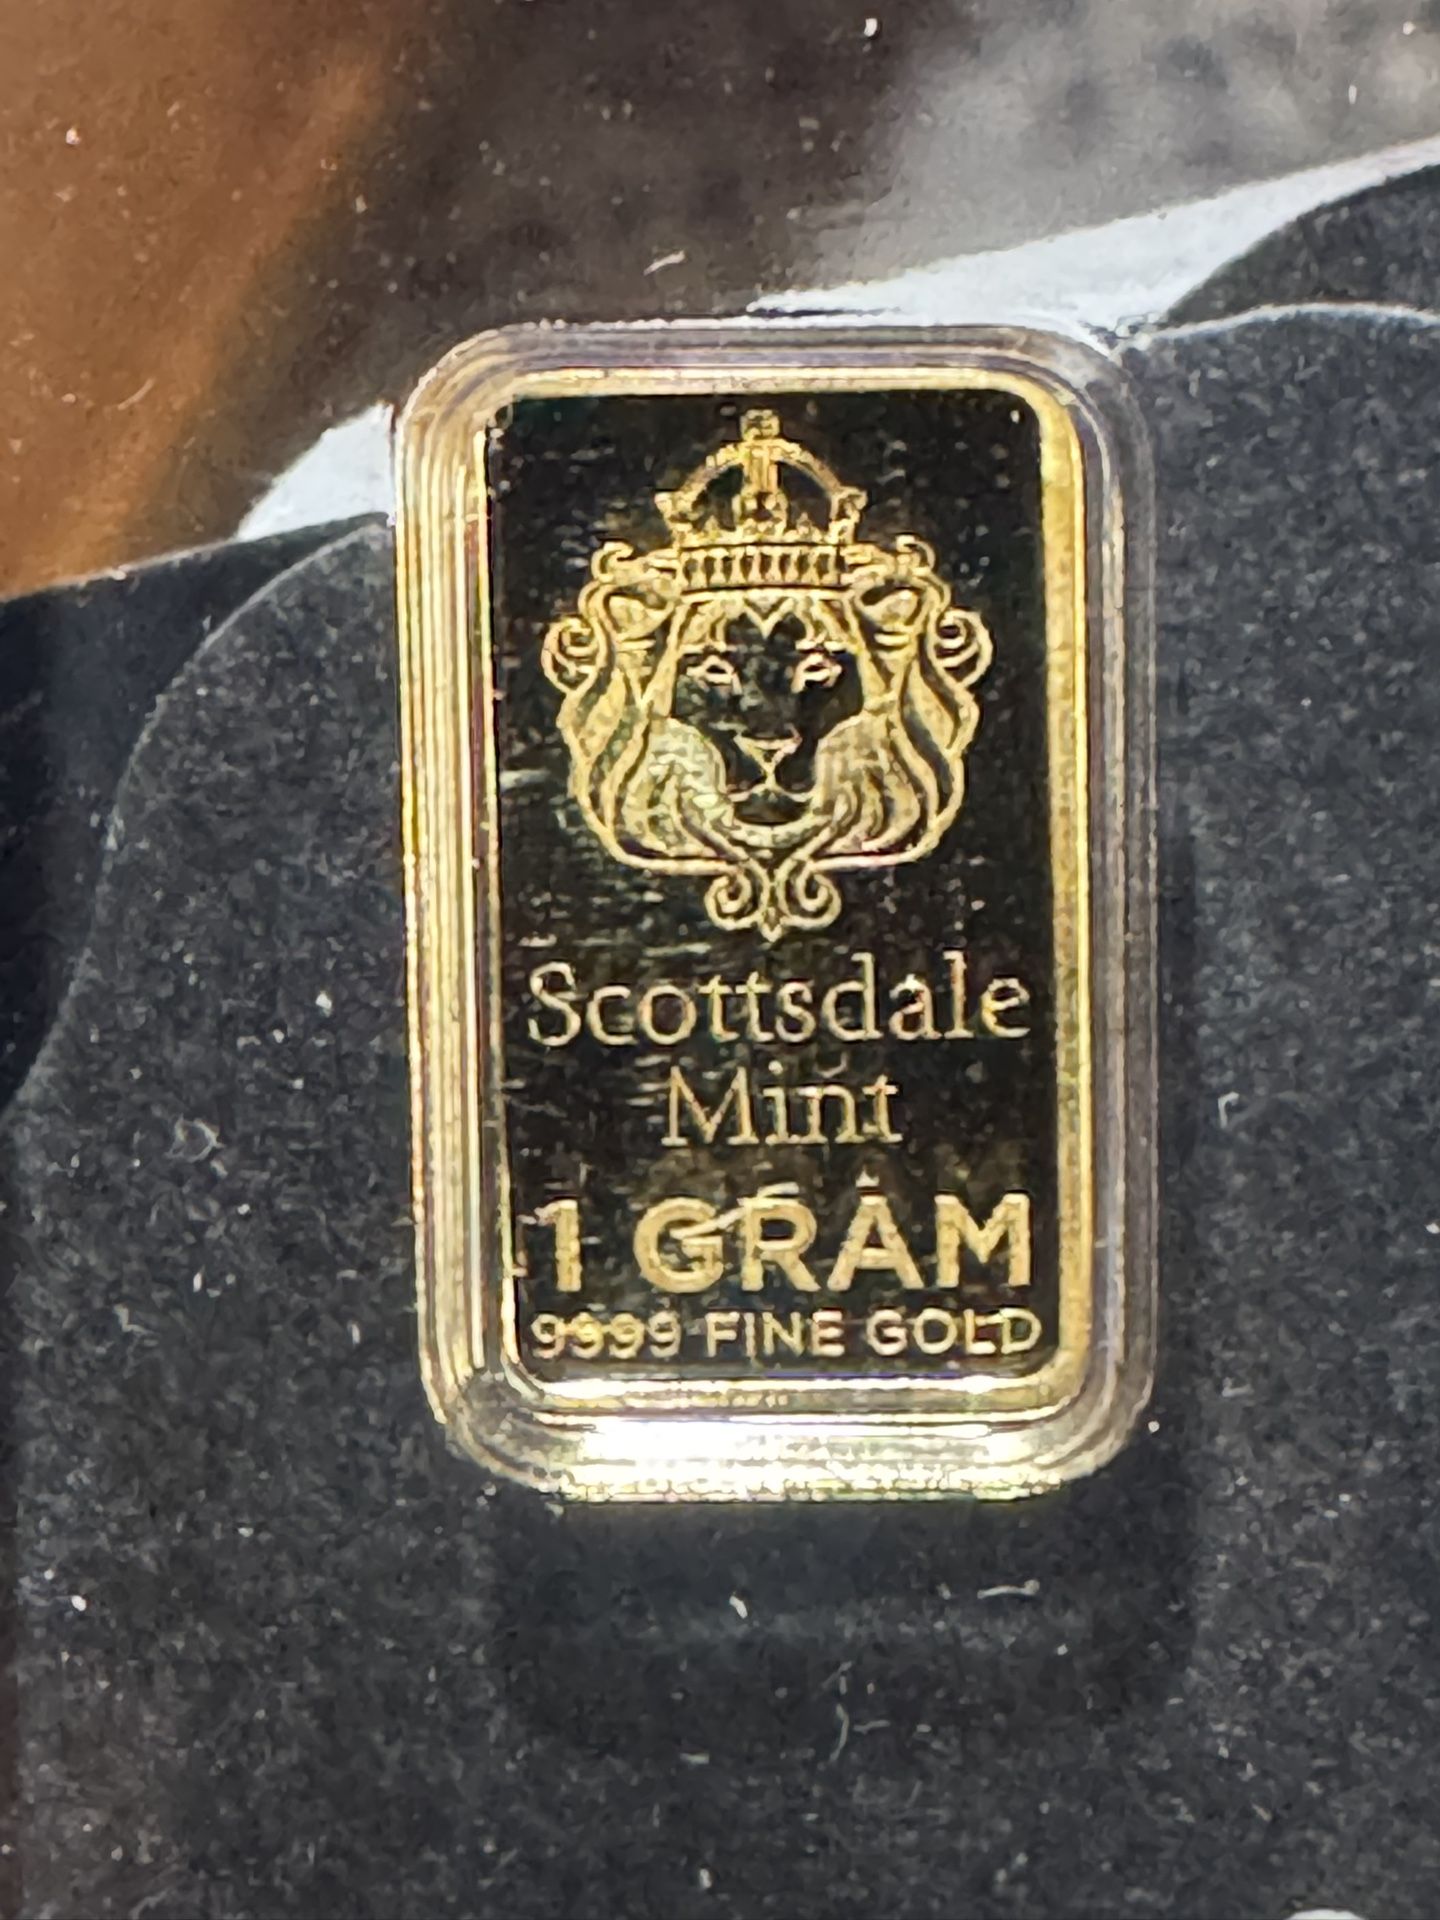 Scottsdale
Mint
1 GRAM
9999 FINE GOLD